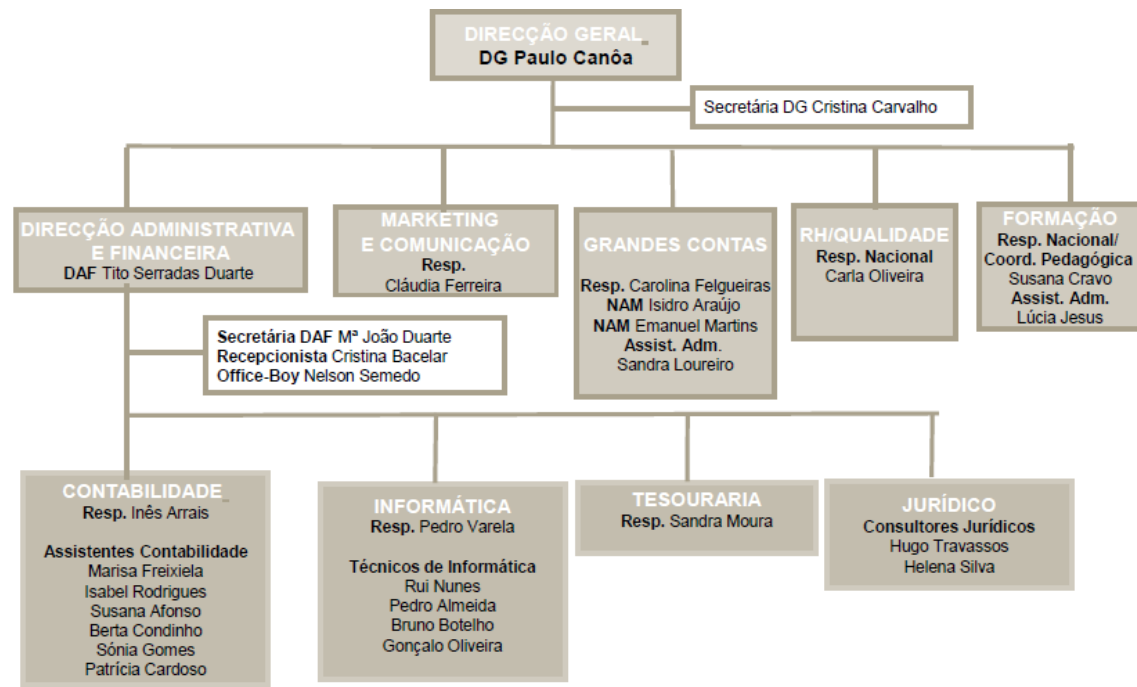 DIRECÇÃO GERAL
DG Paulo Canôa
Secretária DG Cristina Carvalho
DIRECÇÃO ADMINISTRATIVA
E FINANCEIRA
DAF Tito Serradas Duarte
MARKETING
E COMUNICAÇÃO
Resp.
Cláudia Ferreira
GRANDES CONTAS
Resp. Carolina Felgueiras
NAM Isidro Araújo
NAM Emanuel Martins
Assist. Adm.
Sandra Loureiro
RH/QUALIDADE
Resp. Nacional
Carla Oliveira
FORMAÇÃO
Resp. Nacional/
Coord. Pedagógica
Susana Cravo
Assist. Adm.
Lúcia Jesus
Secretária DAF Mª João Duarte
Recepcionista Cristina Bacelar
Office-Boy Nelson Semedo
CONTABILIDADE
Resp. Inês Arrais
Assistentes Contabilidade
Marisa Freixiela
Isabel Rodrigues
Susana Afonso
Berta Condinho
Sónia Gomes
Patrícia Cardoso
INFORMÁTICA
Resp. Pedro Varela
Técnicos de Informática
Rui Nunes
Pedro Almeida
Bruno Botelho
Gonçalo Oliveira
TESOURARIA
Resp. Sandra Moura
JURÍDICO
Consultores Jurídicos
Hugo Travassos
Helena Silva